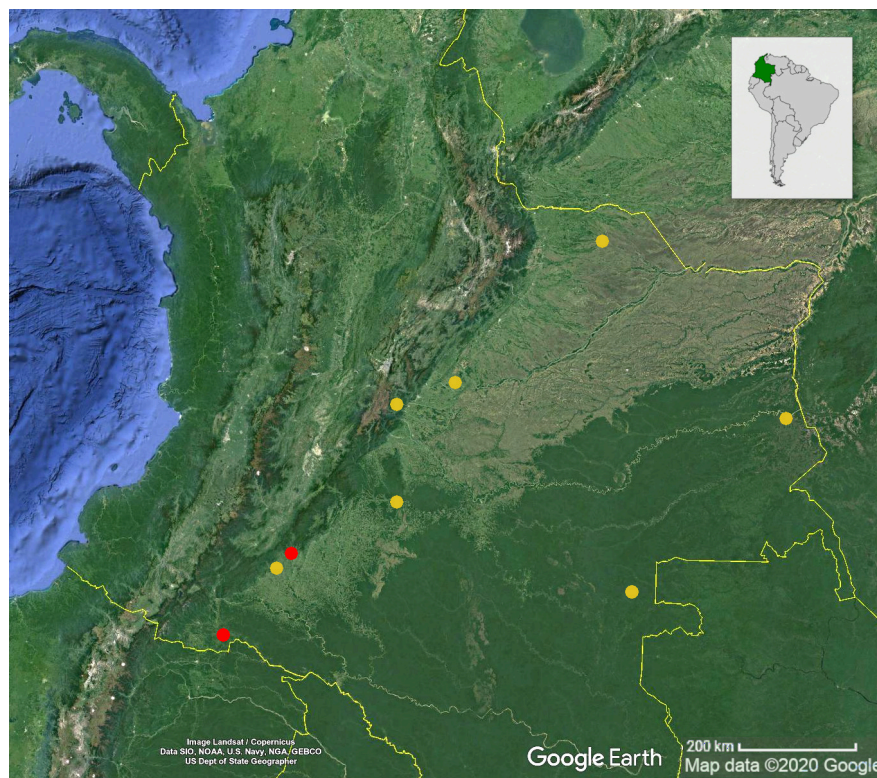 Image Landsat / Copernicus
Data SIO, NOAA, U.S. Navy, NGA, GEBCO
US Dept of State Geographer
Google Earth
200 km
Map data ©2020 Google